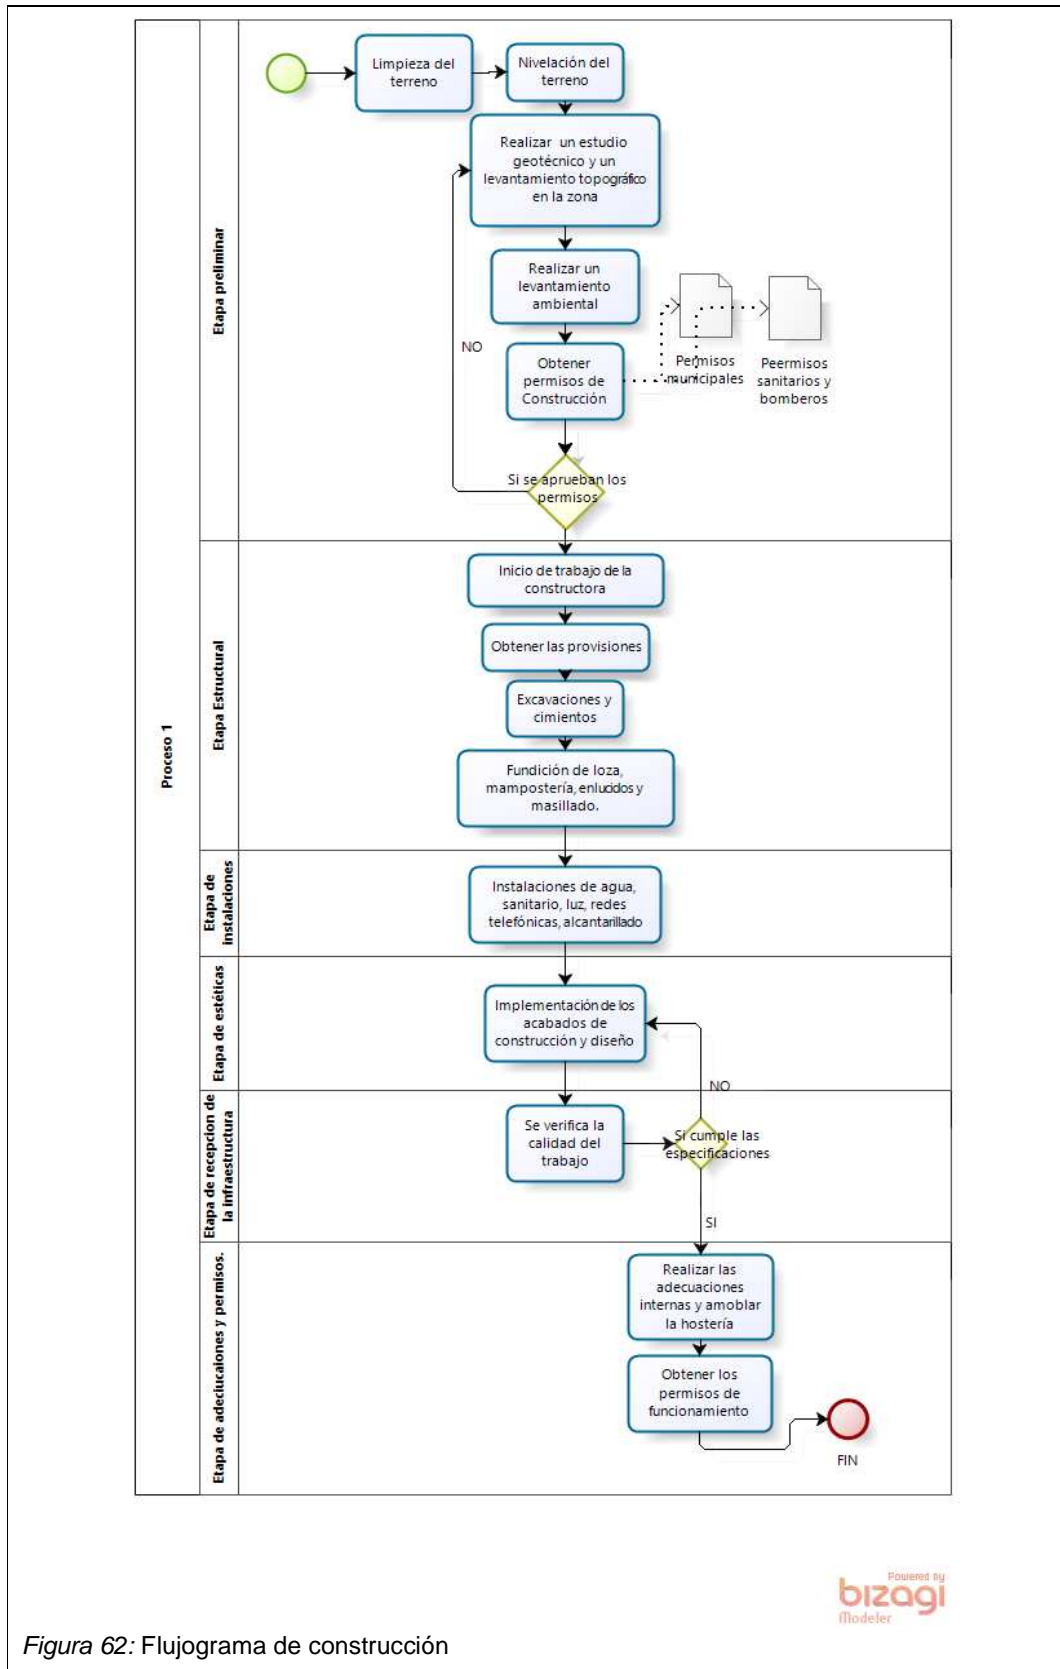 Proceso 1
Etapa preliminar
Limpieza del
terreno
Nivelación del
terreno
Realizar un estudio
geotécnico y un
levantamiento topográfico
en la zona
Realizar un
levantamiento
ambiental
NO
Obtener
permisos de
Construcción
Permisos
municipales
Peermisos
sanitarios y
bomberos
Si se aprueban los
permisos
Etapa Estructural
Inicio de trabajo de la
constructora
Obtener las provisiones
Excavaciones y
cimientos
Fundición de loza,
mampostería, enlucidos y
masillado.
Etapa de
instalaciones
Instalaciones de agua,
sanitario, luz, redes
telefónicas, alcantarillado
Etapa de estéticas
Implementación de los
acabados de
construcción y diseño
NO
Etapa de recepcion de
la infraestructura
Se verifica la
calidad del
trabajo
Si cumple las
especificaciones
SI
Etapa de adeciucaiones y permisos.
Realizar las
adecuaciones
internas y amoblar
la hostería
Obtener los
permisos de
funcionamiento
FIN
Powered by
bizagi
Modeler
Figura 62: Flujograma de construcción